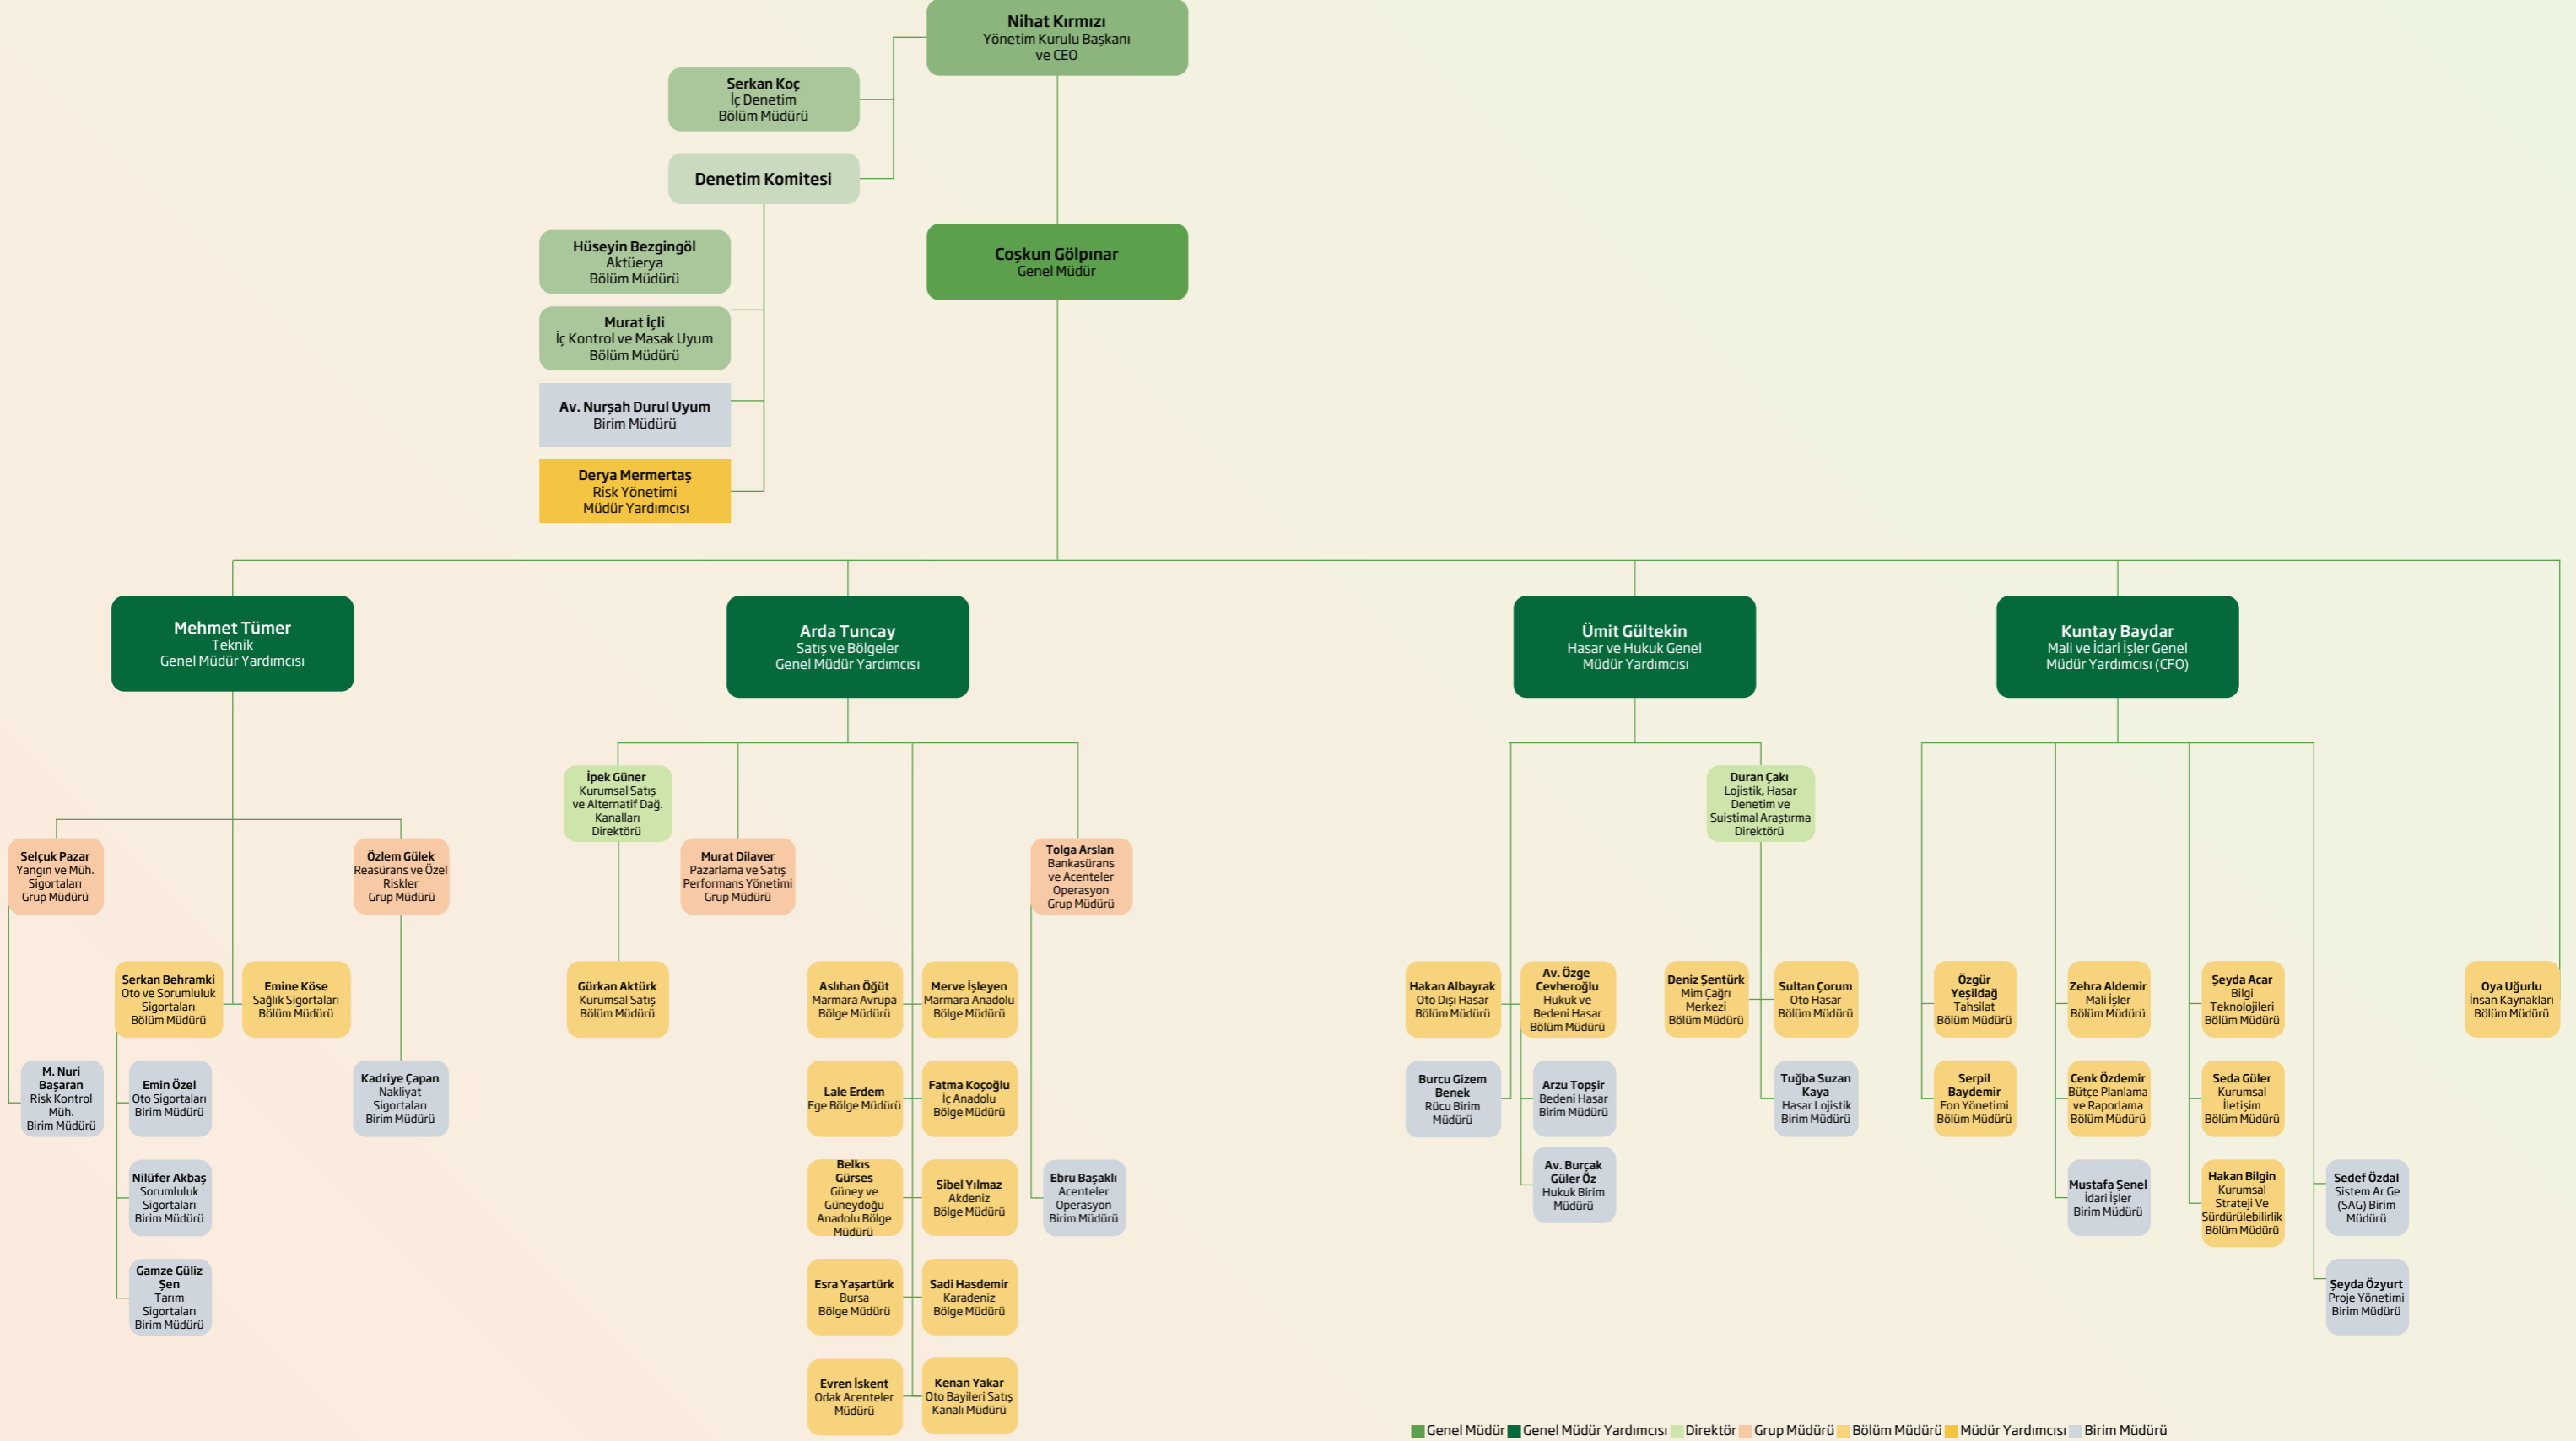 Nihat Kırmızı
Yönetim Kurulu Başkanı
ve CEO
Serkan Koç
İç Denetim
Bölüm Müdürü
Denetim Komitesi
Hüseyin Bezgingöl
Aktüerya
Bölüm Müdürü
Murat İçli
İç Kontrol ve Masak Uyum
Bölüm Müdürü
Av. Nurşah Durul Uyum
Birim Müdürü
Derya Mermertaş
Risk Yönetimi
Müdür Yardımcısı
Coşkun Gölpınar
Genel Müdür
Mehmet Tümer
Teknik
Genel Müdür Yardımcısı
Arda Tuncay
Satış ve Bölgeler
Genel Müdür Yardımcısı
Ümit Gültekin
Hasar ve Hukuk Genel
Müdür Yardımcısı
Kuntay Baydar
Mali ve İdari İşler Genel
Müdür Yardımcısı (CFO)
Selçuk Pazar
Yangın ve Müh.
Sigortaları
Grup Müdürü
Özlem Gülek
Reasürans ve Özel
Riskler
Grup Müdürü
Serkan Behramki
Oto ve Sorumluluk
Sigortaları
Bölüm Müdürü
Emine Köse
Sağlık Sigortaları
Bölüm Müdürü
M. Nuri
Başaran
Risk Kontrol
Müh.
Birim Müdürü
Emin Özel
Oto Sigortaları
Birim Müdürü
Kadriye Çapan
Nakliyat
Sigortaları
Birim Müdürü
Nilüfer Akbaş
Sorumluluk
Sigortaları
Birim Müdürü
Gamze Güliz
Şen
Tarım
Sigortaları
Birim Müdürü
İpek Güner
Kurumsal Satış
ve Alternatif Dağ.
Kanalları
Direktörü
Murat Dilaver
Pazarlama ve Satış
Performans Yönetimi
Grup Müdürü
Tolga Arslan
Bankasürans
ve Acenteler
Operasyon
Grup Müdürü
Gürkan Aktürk
Kurumsal Satış
Bölüm Müdürü
Aslıhan Öğüt
Marmara Avrupa
Bölge Müdürü
Merve İşleyen
Marmara Anadolu
Bölge Müdürü
Lale Erdem
Ege Bölge Müdürü
Fatma Koçoğlu
İç Anadolu
Bölge Müdürü
Belkıs
Gürses
Güney ve
Güneydoğu
Anadolu Bölge
Müdürü
Sibel Yılmaz
Akdeniz
Bölge Müdürü
Ebru Başaklı
Acenteler
Operasyon
Birim Müdürü
Esra Yaşartürk
Bursa
Bölge Müdürü
Sadi Hasdemir
Karadeniz
Bölge Müdürü
Evren İskent
Odak Acenteler
Müdürü
Kenan Yakar
Oto Bayileri Satış
Kanalı Müdürü
Duran Çakı
Lojistik, Hasar
Denetim ve
Suistimal Araştırma
Direktörü
Hakan Albayrak
Oto Dışı Hasar
Bölüm Müdürü
Av. Özge
Cevheroğlu
Hukuk ve
Bedeni Hasar
Bölüm Müdürü
Deniz Şentürk
Mim Çağrı
Merkezi
Bölüm Müdürü
Sultan Çorum
Oto Hasar
Bölüm Müdürü
Burcu Gizem
Benek
Rücu Birim
Müdürü
Arzu Topşir
Bedeni Hasar
Birim Müdürü
Tuğba Suzan
Kaya
Hasar Lojistik
Birim Müdürü
Av. Burçak
Güler Öz
Hukuk Birim
Müdürü
Özgür
Yeşildağ
Tahsilat
Bölüm Müdürü
Zehra Aldemir
Mali İşler
Bölüm Müdürü
Şeyda Acar
Bilgi
Teknolojileri
Bölüm Müdürü
Oya Uğurlu
İnsan Kaynakları
Bölüm Müdürü
Serpil
Baydemir
Fon Yönetimi
Bölüm Müdürü
Cenk Özdemir
Bütçe Planlama
ve Raporlama
Bölüm Müdürü
Seda Güler
Kurumsal
İletişim
Bölüm Müdürü
Mustafa Şenel
İdari İşler
Birim Müdürü
Hakan Bilgin
Kurumsal
Strateji Ve
Sürdürülebilirlik
Bölüm Müdürü
Sedef Özdal
Sistem Ar Ge
(SAG) Birim
Müdürü
Şeyda Özyurt
Proje Yönetimi
Birim Müdürü
Genel Müdür Genel Müdür Yardımcısı Direktör Grup Müdürü Bölüm Müdürü Müdür Yardımcısı Birim Müdürü